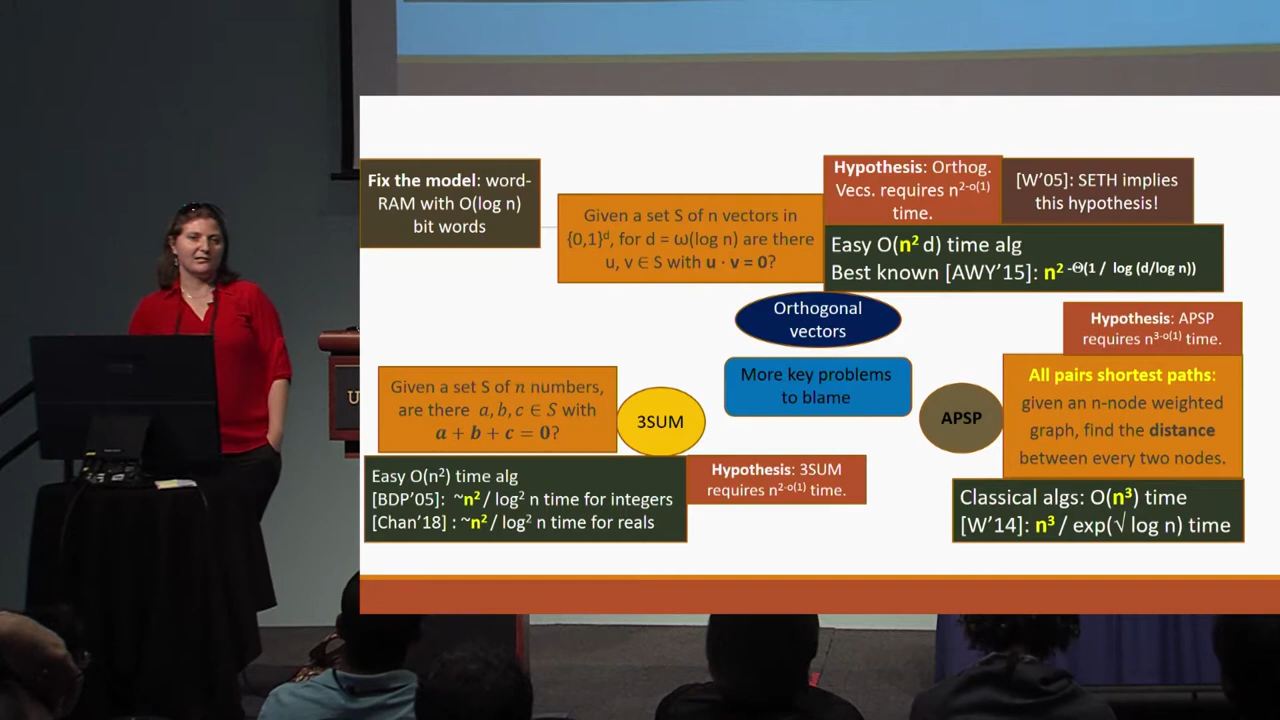 Fix the model: word-
RAM with O(log n)
bit words
Given a set S of n vectors in
{0,1}ᵈ, for d = ω(log n) are there
u, v ∈ S with u · v = 0?
Hypothesis: Orthog.
Vecs. requires n²⁻ᵒ⁽¹⁾
time.
[W’05]: SETH implies
this hypothesis!
Easy O(n² d) time alg
Best known [AWY’15]: n^2 -Θ(1 / log (d/log n))
Orthogonal
vectors
More key problems
to blame
Hypothesis: APSP
requires n³⁻ᵒ⁽¹⁾ time.
All pairs shortest paths:
given an n-node weighted
graph, find the distance
between every two nodes.
APSP
Classical algs: O(n³) time
[W’14]: n³ / exp(√ log n) time
Given a set S of n numbers,
are there a, b, c ∈ S with
a + b + c = 0?
3SUM
Easy O(n²) time alg
[BDP’05]: ~n² / log² n time for integers
[Chan’18] : ~n² / log² n time for reals
Hypothesis: 3SUM
requires n²⁻ᵒ⁽¹⁾ time.
U